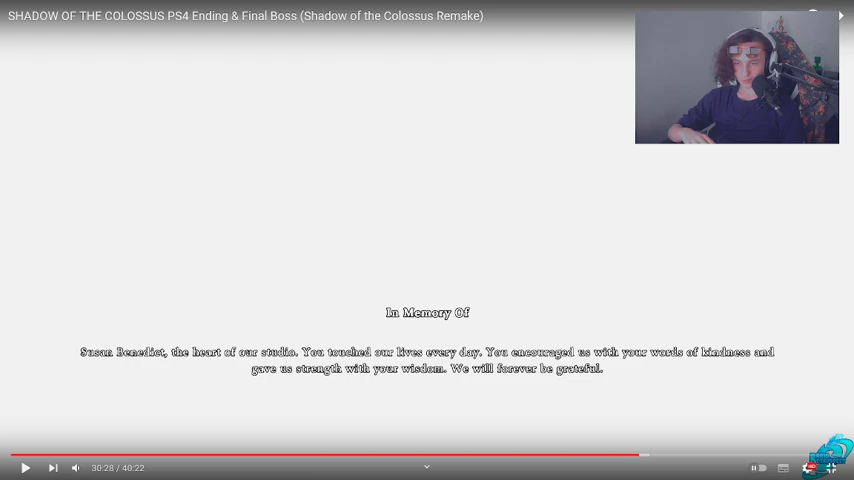 SHADOW OF THE COLOSSUS PS4 Ending & Final Boss (Shadow of the Colossus Remake)
In Memory Of
Susan Benedict, the heart of our studio. You touched our lives every day. You encouraged us with your words of kindness and
gave us strength with your wisdom. We will forever be grateful.
30:28 / 40:22
HD